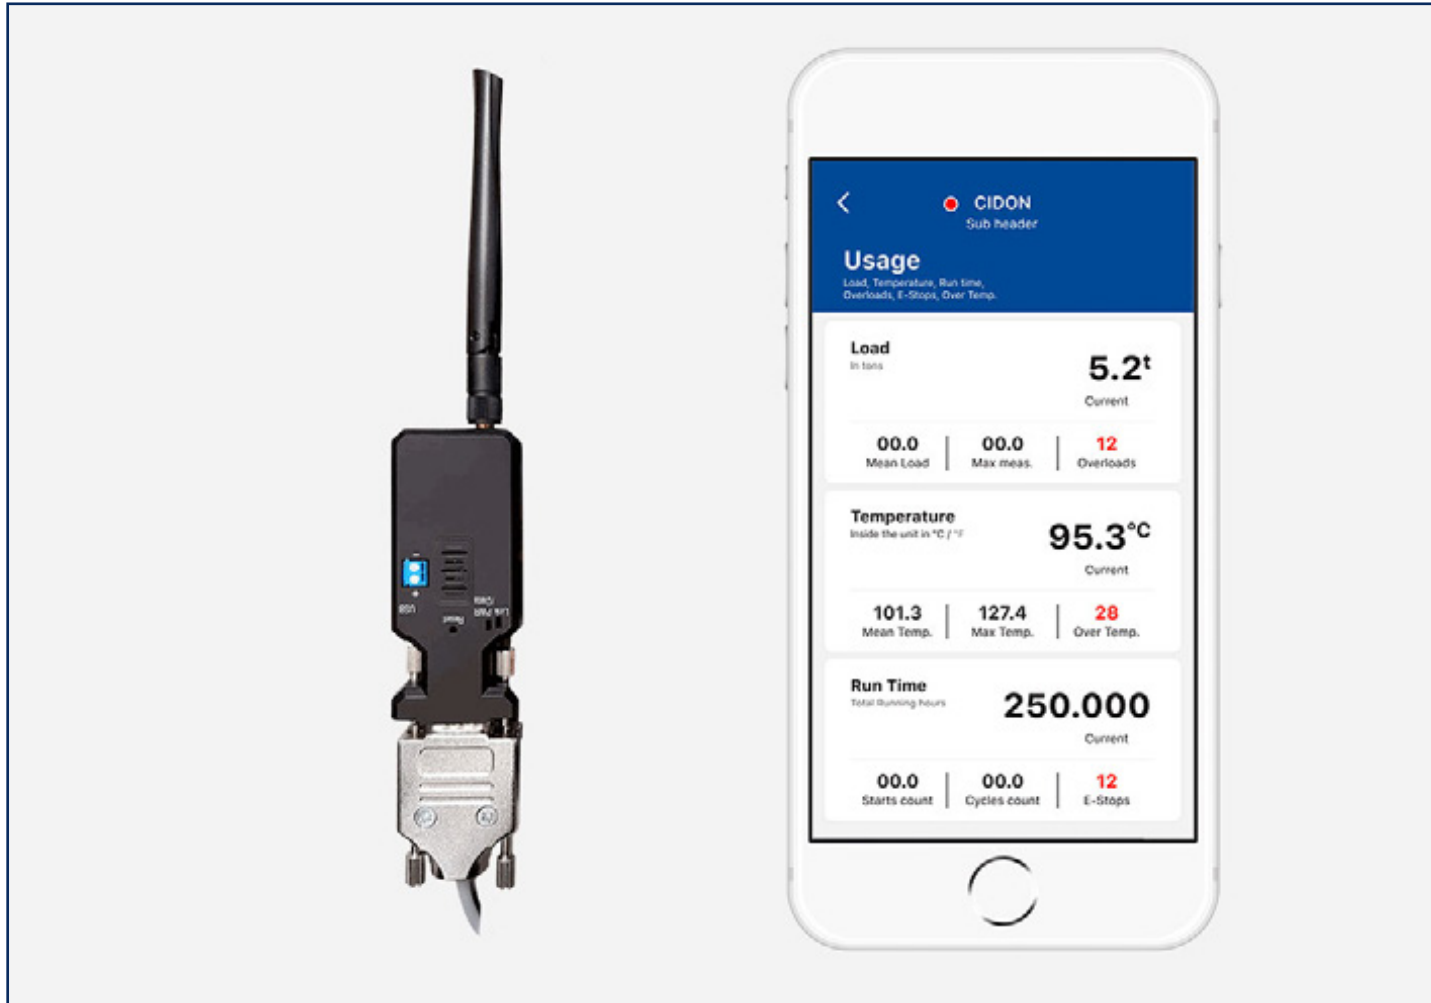 USB
Reset
Link PWR
/Data
CIDON
Sub header
Usage
Load, Temperature, Run time,
Overloads, E-Stops, Over Temp.
Load
In tons
5.2t
Current
00.0
00.0
12
Mean Load
Max meas.
Overloads
Temperature
Inside the unit in °C / °F
95.3°C
Current
101.3
127.4
28
Mean Temp.
Max Temp.
Over Temp.
Run Time
Total Running hours
250.000
Current
00.0
00.0
12
Starts count
Cycles count
E-Stops